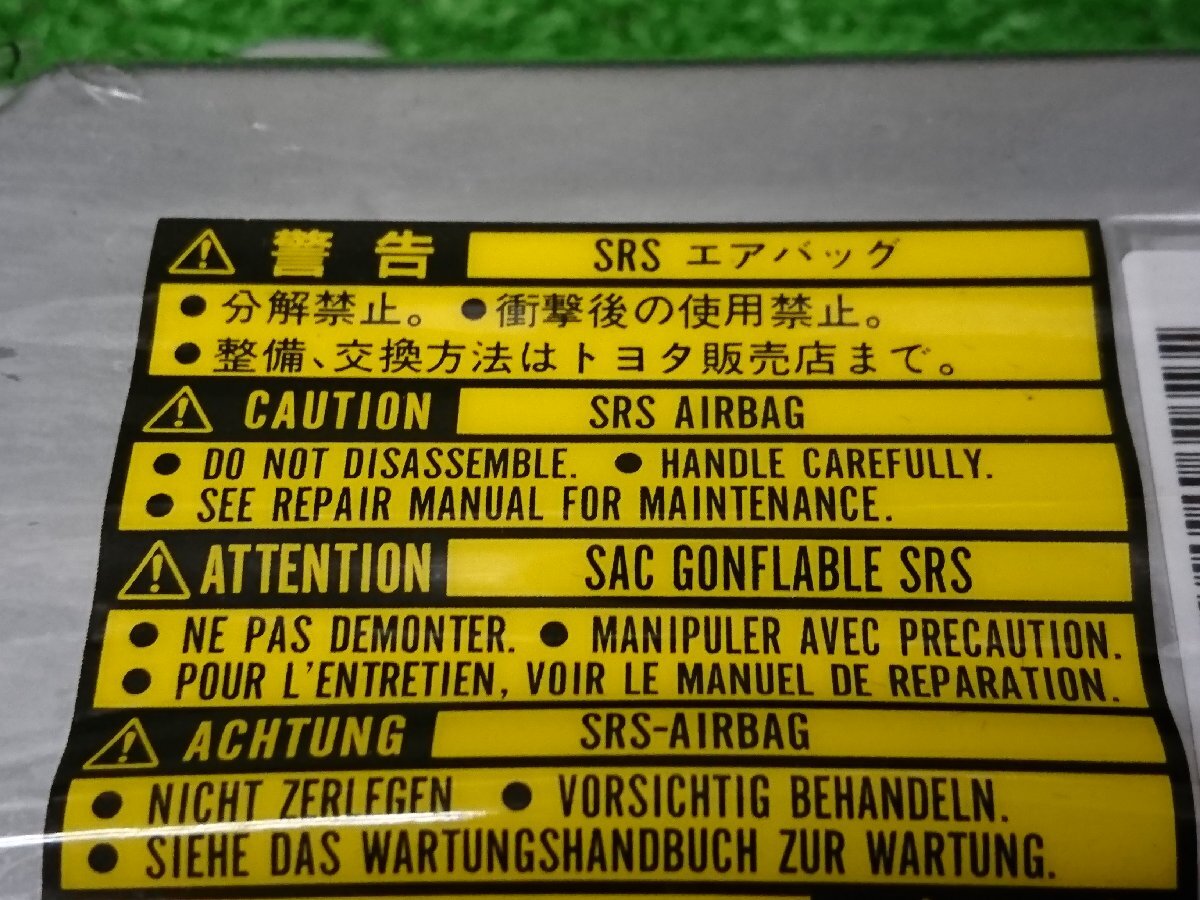 警告 SRS エアバッグ
● 分解禁止。 ● 衝撃後の使用禁止。
● 整備、交換方法はトヨタ販売店まで。
CAUTION SRS AIRBAG
● DO NOT DISASSEMBLE. ● HANDLE CAREFULLY.
● SEE REPAIR MANUAL FOR MAINTENANCE.
ATTENTION SAC GONFLABLE SRS
● NE PAS DEMONTER. ● MANIPULER AVEC PRECAUTION.
● POUR L'ENTRETIEN, VOIR LE MANUEL DE REPARATION.
ACHTUNG SRS-AIRBAG
● NICHT ZERLEGEN ● VORSICHTIG BEHANDELN.
● SIEHE DAS WARTUNGSHANDBUCH ZUR WARTUNG.